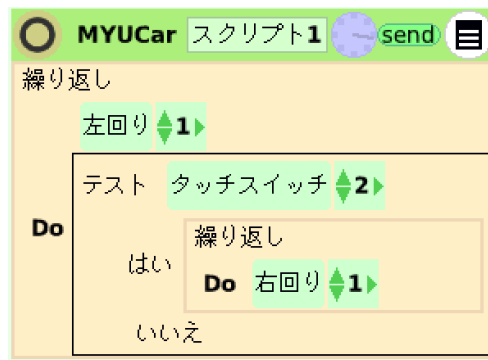 MYUCar スクリプト1 send
繰り返し
左回り 1
テスト タッチスイッチ 2
Do
繰り返し
はい
Do 右回り 1
いいえ